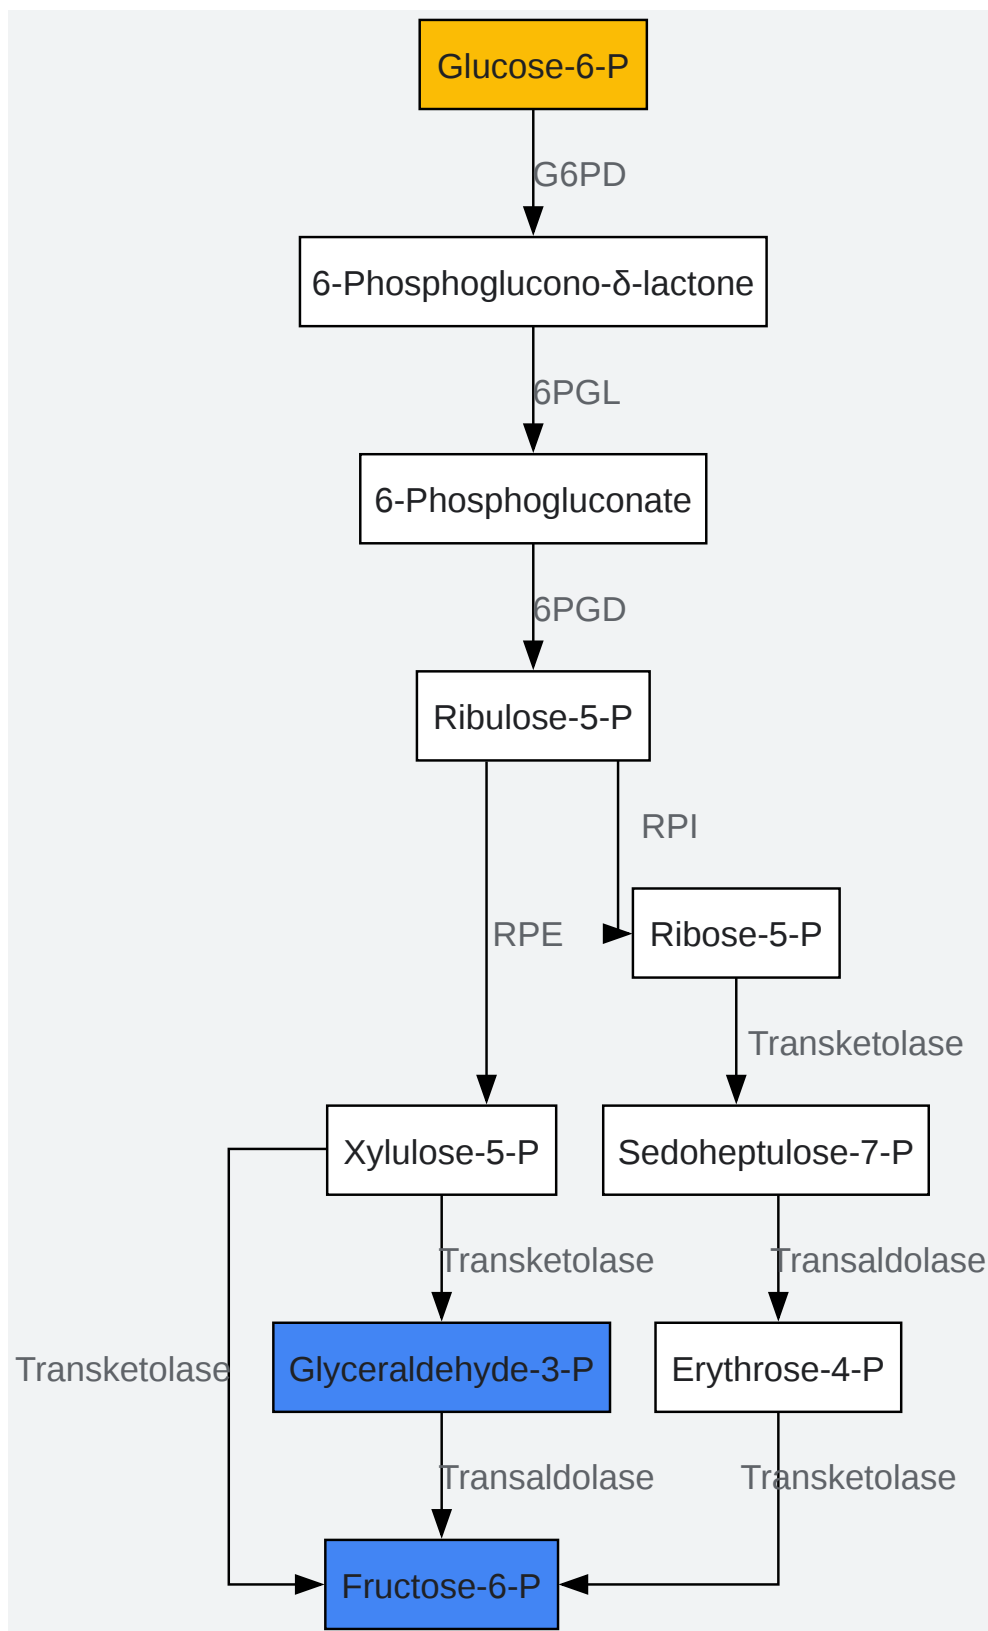 Glucose-6-P
G6PD
6-Phosphoglucono-δ-lactone
6PGL
6-Phosphogluconate
6PGD
Ribulose-5-P
RPI
RPE
Ribose-5-P
Transketolase
Xylulose-5-P
Sedoheptulose-7-P
Transketolase
Transaldolase
Transketolase
Glyceraldehyde-3-P
Erythrose-4-P
Transaldolase
Transketolase
Fructose-6-P